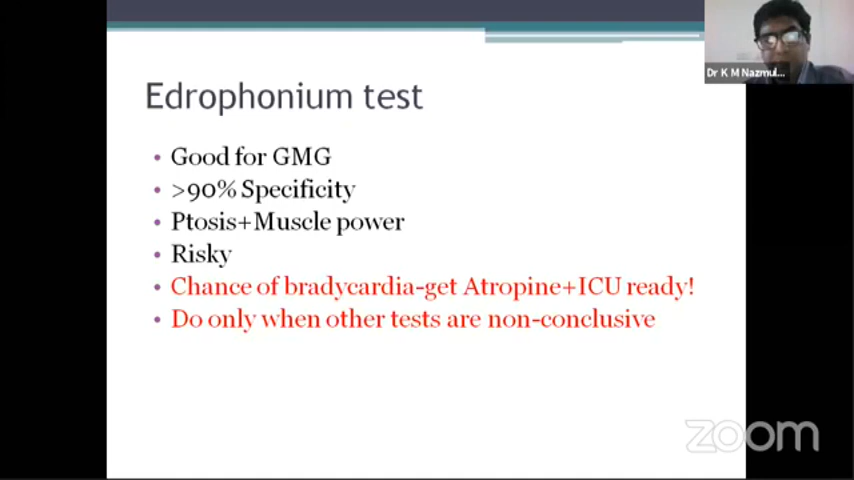 Dr K M Nazmul...
Edrophonium test
• Good for GMG
• >90% Specificity
• Ptosis+Muscle power
• Risky
• Chance of bradycardia-get Atropine+ICU ready!
• Do only when other tests are non-conclusive
zoom